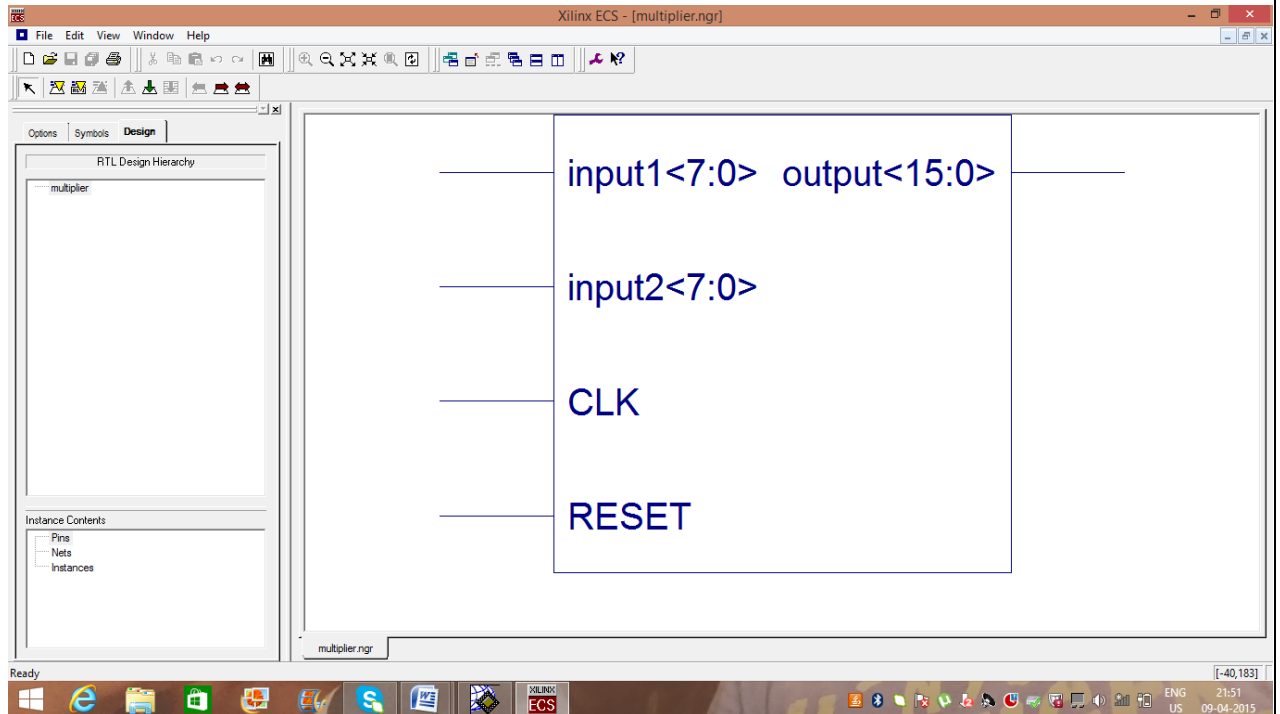 XILINX ECS
Xilinx ECS - [multiplier.ngr]
File Edit View Window Help
Options Symbols Design
RTL Design Hierarchy
multiplier
Instance Contents
Pins
Nets
Instances
input1<7:0> output<15:0>
input2<7:0>
CLK
RESET
multiplier.ngr
Ready
[-40,183]
XILINX
ECS
ENG 21:51
US 09-04-2015